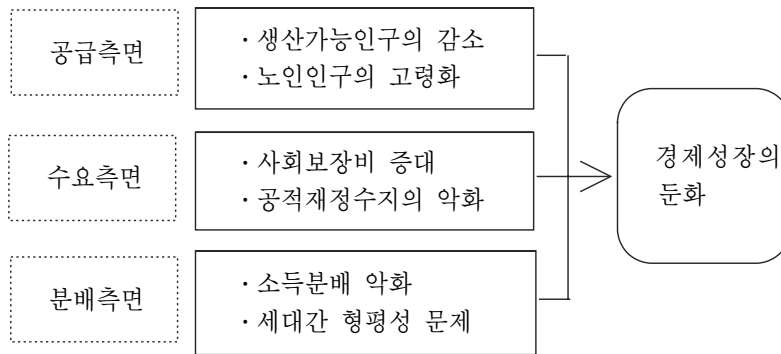 공급측면
· 생산가능인구의 감소
· 노인인구의 고령화
수요측면
· 사회보장비 증대
· 공적재정수지의 악화
경제성장의
둔화
분배측면
· 소득분배 악화
· 세대간 형평성 문제